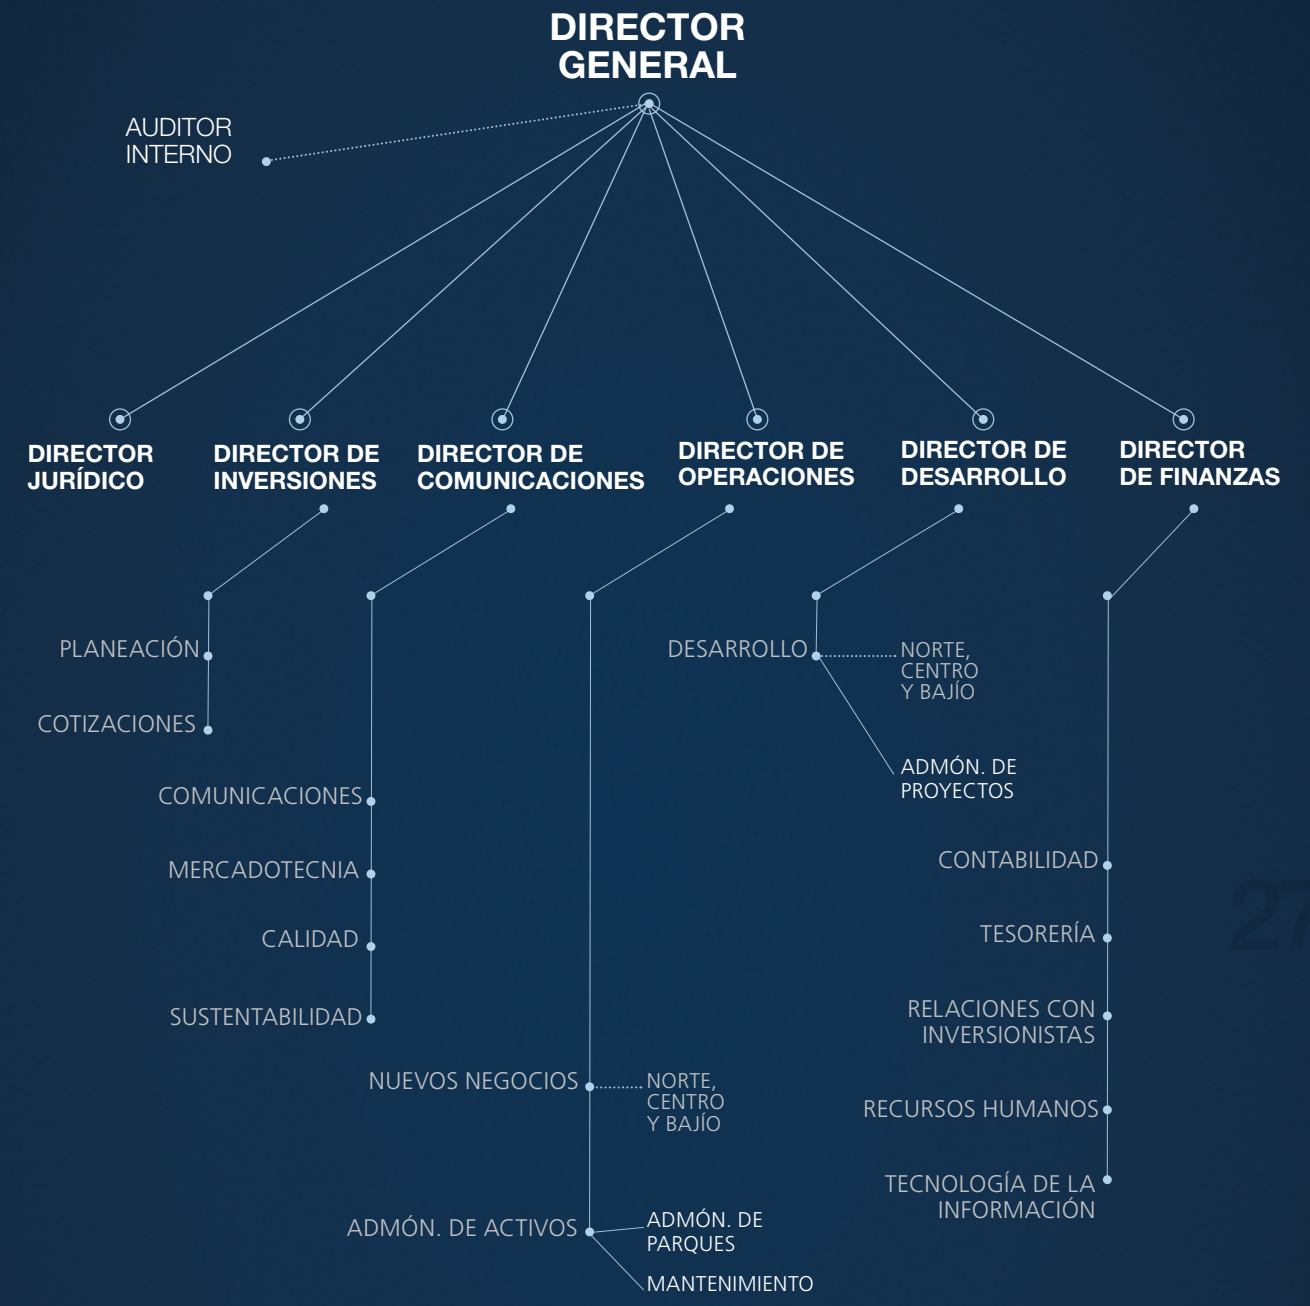 DIRECTOR
GENERAL
AUDITOR
INTERNO
DIRECTOR
JURÍDICO
DIRECTOR DE
INVERSIONES
DIRECTOR DE
COMUNICACIONES
DIRECTOR DE
OPERACIONES
DIRECTOR DE
DESARROLLO
DIRECTOR
DE FINANZAS
PLANEACIÓN
COTIZACIONES
COMUNICACIONES
MERCADOTECNIA
CALIDAD
SUSTENTABILIDAD
NUEVOS NEGOCIOS
NORTE,
CENTRO
Y BAJÍO
ADMÓN. DE ACTIVOS
ADMÓN. DE
PARQUES
MANTENIMIENTO
DESARROLLO
NORTE,
CENTRO
Y BAJÍO
ADMÓN. DE
PROYECTOS
CONTABILIDAD
TESORERÍA
RELACIONES CON
INVERSIONISTAS
RECURSOS HUMANOS
TECNOLOGÍA DE LA
INFORMACIÓN
27